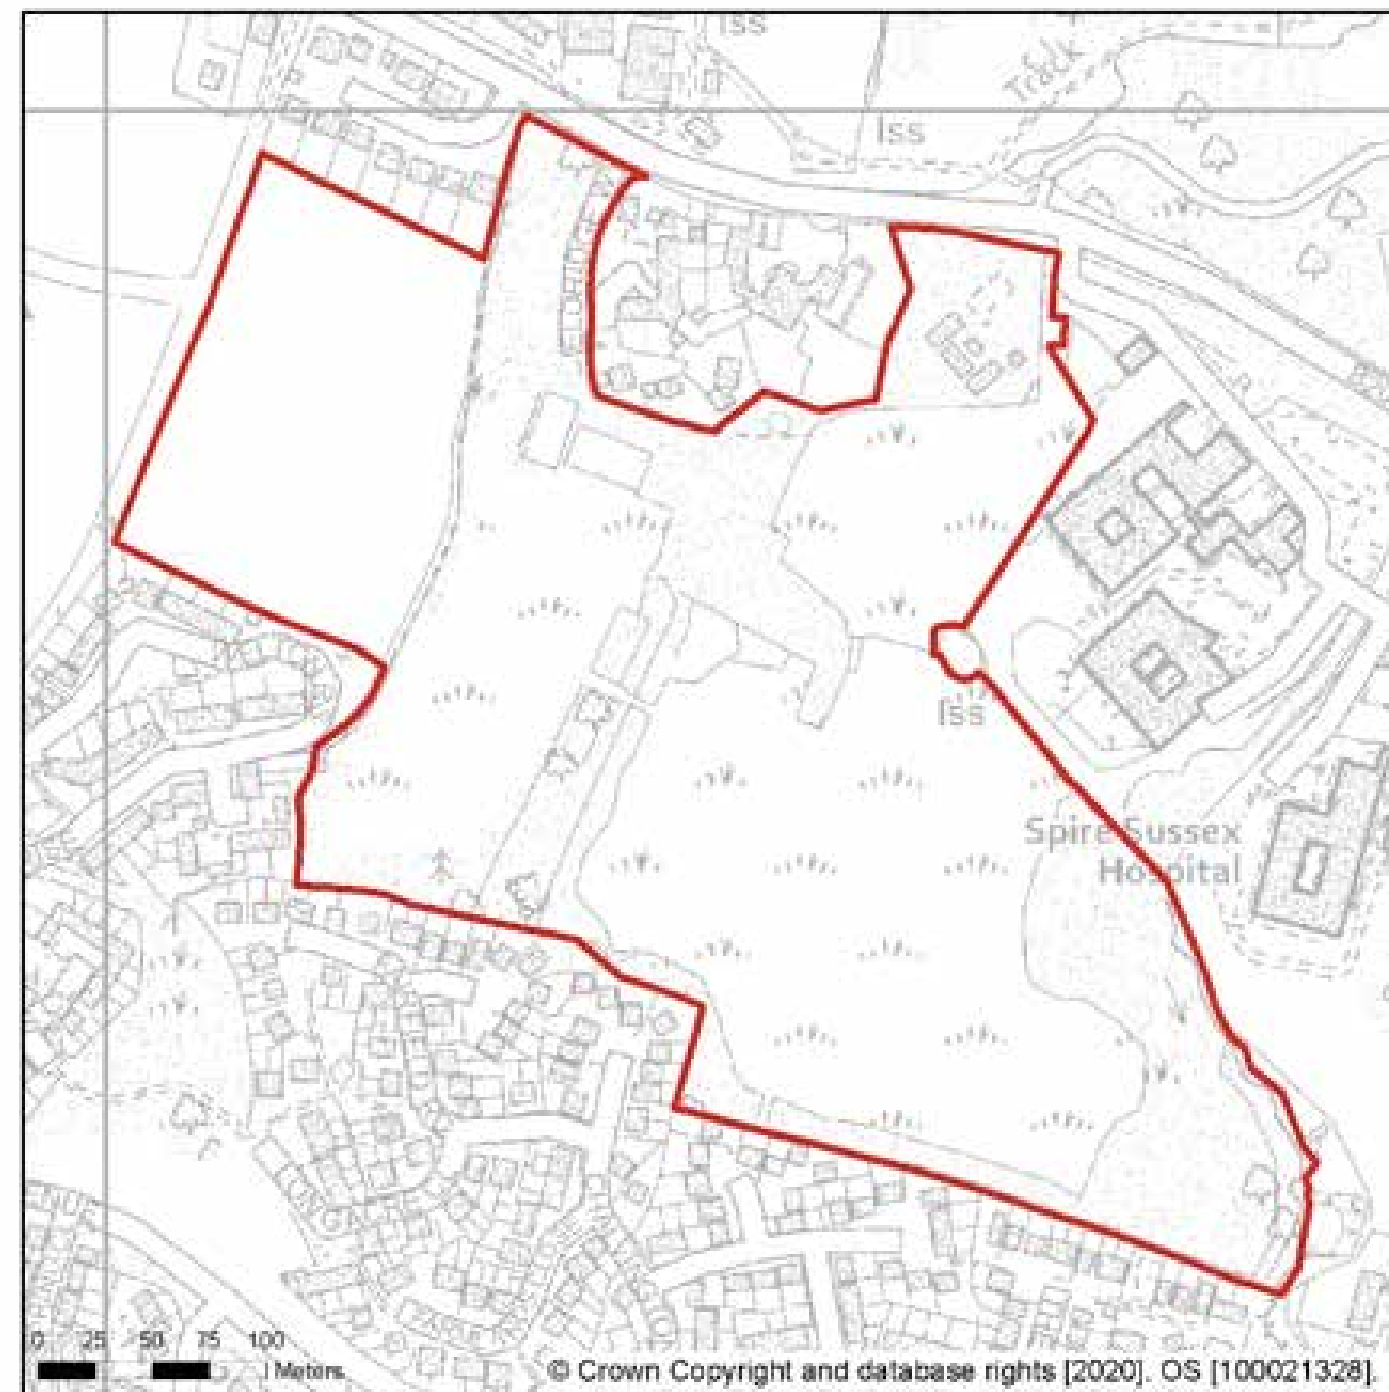 Iss
Track
Iss
Iss
Spire Sussex
Hospital
0 25 50 75 100
Meters
© Crown Copyright and database rights [2020]. OS [100021328].